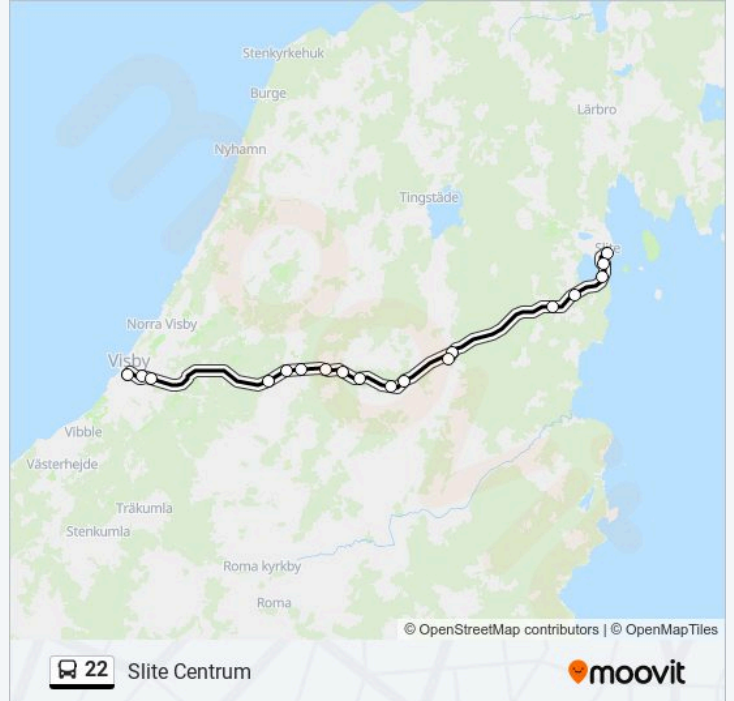 Stenkyrkehuk
Burge
Lärbro
Nyhamn
Tingstäde
Slite
Norra Visby
Visby
Vibble
Västerhejde
Träkumla
Stenkumla
Roma kyrkby
Roma
© OpenStreetMap contributors | © OpenMapTiles
22 Slite Centrum
moovit